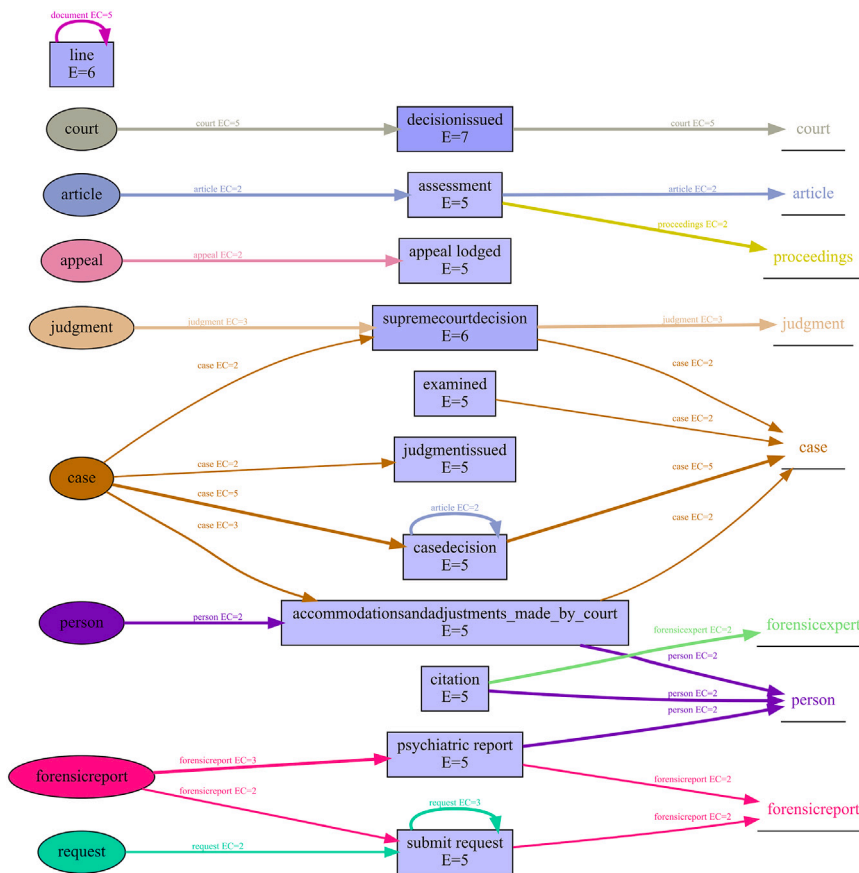 document EC=5
line
E=6
court
court EC=5
decisionissued
E=7
court EC=5
court
article
article EC=2
assessment
E=5
article EC=2
article
proceedings EC=2
proceedings
appeal
appeal EC=2
appeal lodged
E=5
judgment
judgment EC=3
supremecourtdecision
E=6
judgment EC=3
judgment
case EC=2
case EC=2
examined
E=5
case EC=2
case
case
case EC=2
judgmentissued
E=5
case EC=5
case EC=5
article EC=2
casedecision
E=5
case EC=3
case EC=2
person
person EC=2
accommodationsandadjustments_made_by_court
E=5
forensicexpert EC=2
forensicexpert
person EC=2
citation
E=5
person EC=2
person EC=2
person
psychiatric report
E=5
forensicreport
forensicreport EC=3
forensicreport EC=2
forensicreport EC=2
forensicreport EC=2
forensicreport
request EC=3
submit request
E=5
request
request EC=2